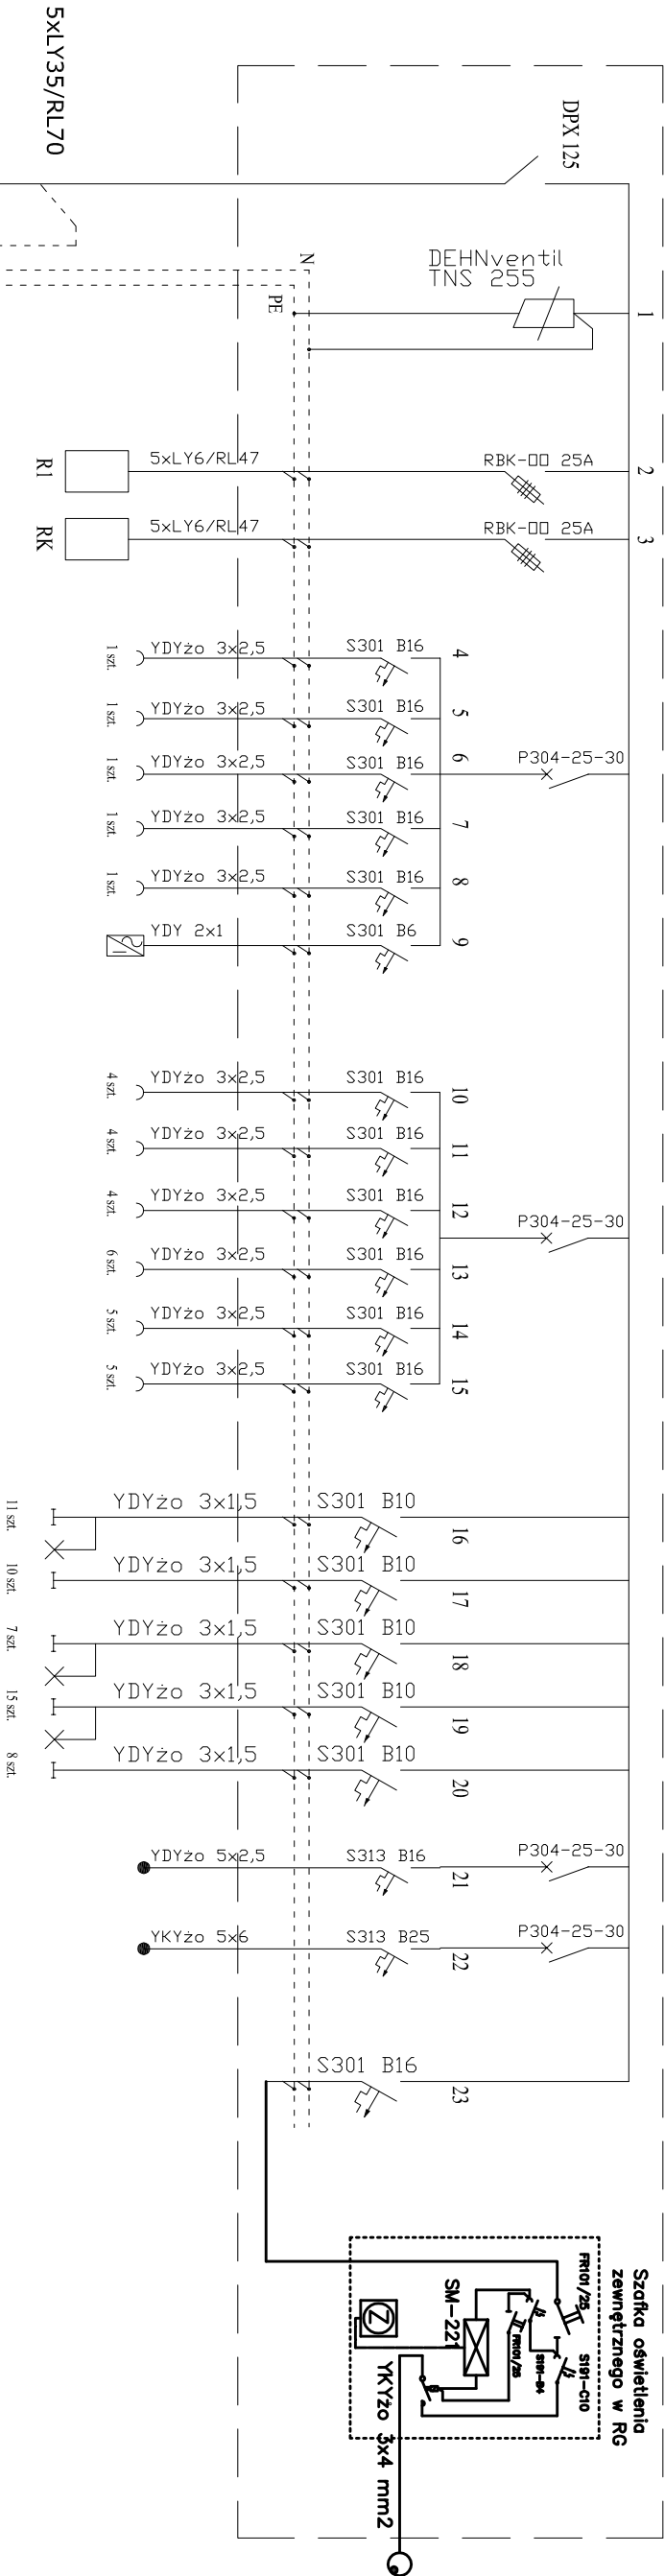 5xLY35/RL70
DPX 125
N
PE
DEHNventil
TNS 255
1
2
RBK-00 25A
5xLY6/RL47
R1
3
RBK-00 25A
5xLY6/RL47
RK
P304-25-30
4
S301 B16
YDYżo 3x2,5
1 szt.
5
S301 B16
YDYżo 3x2,5
1 szt.
6
S301 B16
YDYżo 3x2,5
1 szt.
7
S301 B16
YDYżo 3x2,5
1 szt.
8
S301 B16
YDYżo 3x2,5
1 szt.
9
S301 B6
YDY 2x1
P304-25-30
10
S301 B16
YDYżo 3x2,5
4 szt.
11
S301 B16
YDYżo 3x2,5
4 szt.
12
S301 B16
YDYżo 3x2,5
4 szt.
13
S301 B16
YDYżo 3x2,5
6 szt.
14
S301 B16
YDYżo 3x2,5
5 szt.
15
S301 B16
YDYżo 3x2,5
5 szt.
16
S301 B10
YDYżo 3x1,5
11 szt.
17
S301 B10
YDYżo 3x1,5
10 szt.
18
S301 B10
YDYżo 3x1,5
7 szt.
19
S301 B10
YDYżo 3x1,5
15 szt.
20
S301 B10
YDYżo 3x1,5
8 szt.
P304-25-30
21
S313 B16
YDYżo 5x2,5
P304-25-30
22
S313 B25
YKYżo 5x6
23
S301 B16
Szafka oświetlenia
zewnętrznego w RG
FR101/25
S191-C10
S191-B4
FR101/25
SM-221
Z
YKYżo 3x4 mm2